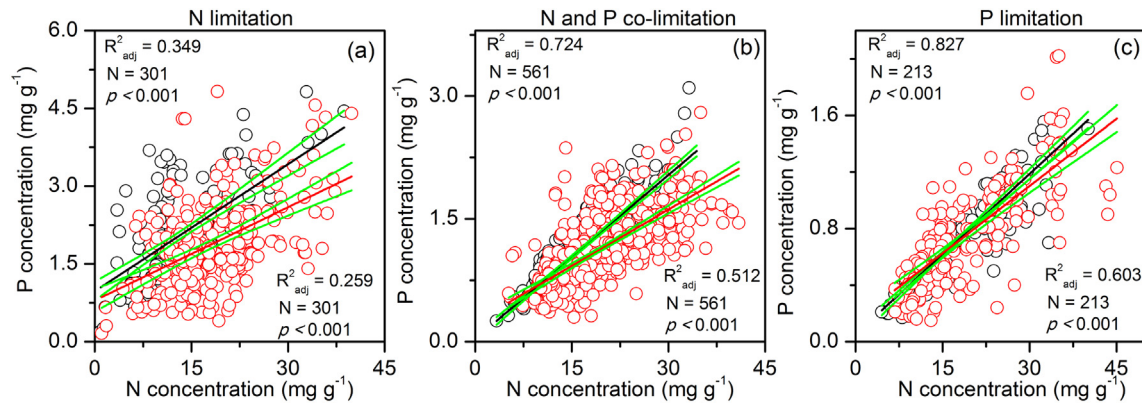 N limitation
N and P co-limitation
P limitation
(a)
R²adj = 0.349
N = 301
p < 0.001
R²adj = 0.259
N = 301
p < 0.001
P concentration (mg g⁻¹)
6.0
4.5
3.0
1.5
0.0
0
15
30
45
N concentration (mg g⁻¹)
(b)
R²adj = 0.724
N = 561
p < 0.001
R²adj = 0.512
N = 561
p < 0.001
P concentration (mg g⁻¹)
3.0
1.5
0.0
0
15
30
45
N concentration (mg g⁻¹)
(c)
R²adj = 0.827
N = 213
p < 0.001
R²adj = 0.603
N = 213
p < 0.001
P concentration (mg g⁻¹)
1.6
0.8
0.0
0
15
30
45
N concentration (mg g⁻¹)